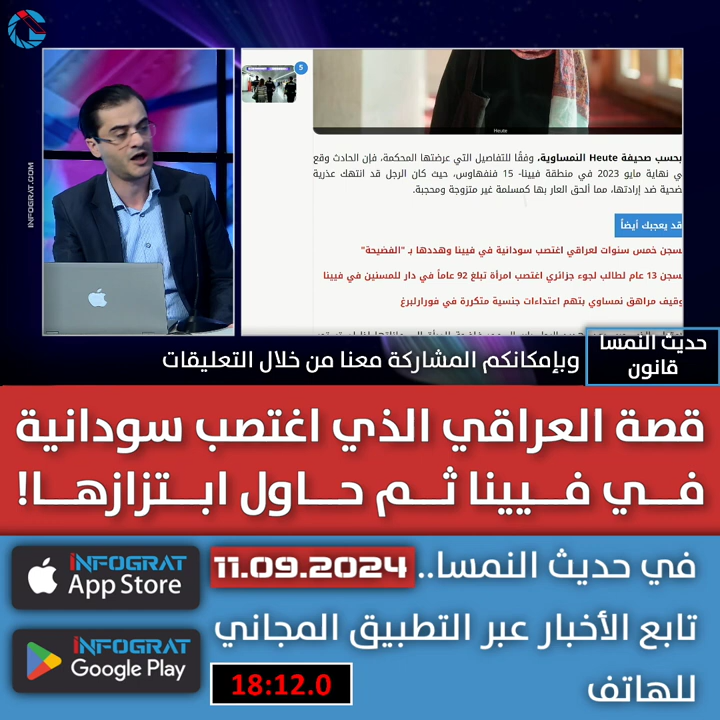 5
Heute
بحسب صحيفة Heute النمساوية، وفقًا للتفاصيل التي عرضتها المحكمة، فإن الحادث وقع
ي نهاية مايو 2023 في منطقة فيينا- 15 فنفهاوس، حيث كان الرجل قد انتهك عذرية
ضحية ضد إرادتها، مما ألحق العار بها كمسلمة غير متزوجة ومحجبة.
قد يعجبك أيضاً
سجن خمس سنوات لعراقي اغتصب سودانية في فيينا وهددها بـ "الفضيحة"
سجن 13 عام لطالب لجوء جزائري اغتصب امرأة تبلغ 92 عاماً في دار للمسنين في فيينا
وقيف مراهق نمساوي بتهم اعتداءات جنسية متكررة في فورارلبرغ
INFOGRAT.COM
حديث النمسا
قانون
وبإمكانكم المشاركة معنا من خلال التعليقات
قصة العراقي الذي اغتصب سودانية
في فيينا ثم حاول ابتزازها!
في حديث النمسا.. 11.09.2024
تابع الأخبار عبر التطبيق المجاني
للهاتف
18:12.0
INFOGRAT
App Store
INFOGRAT
Google Play